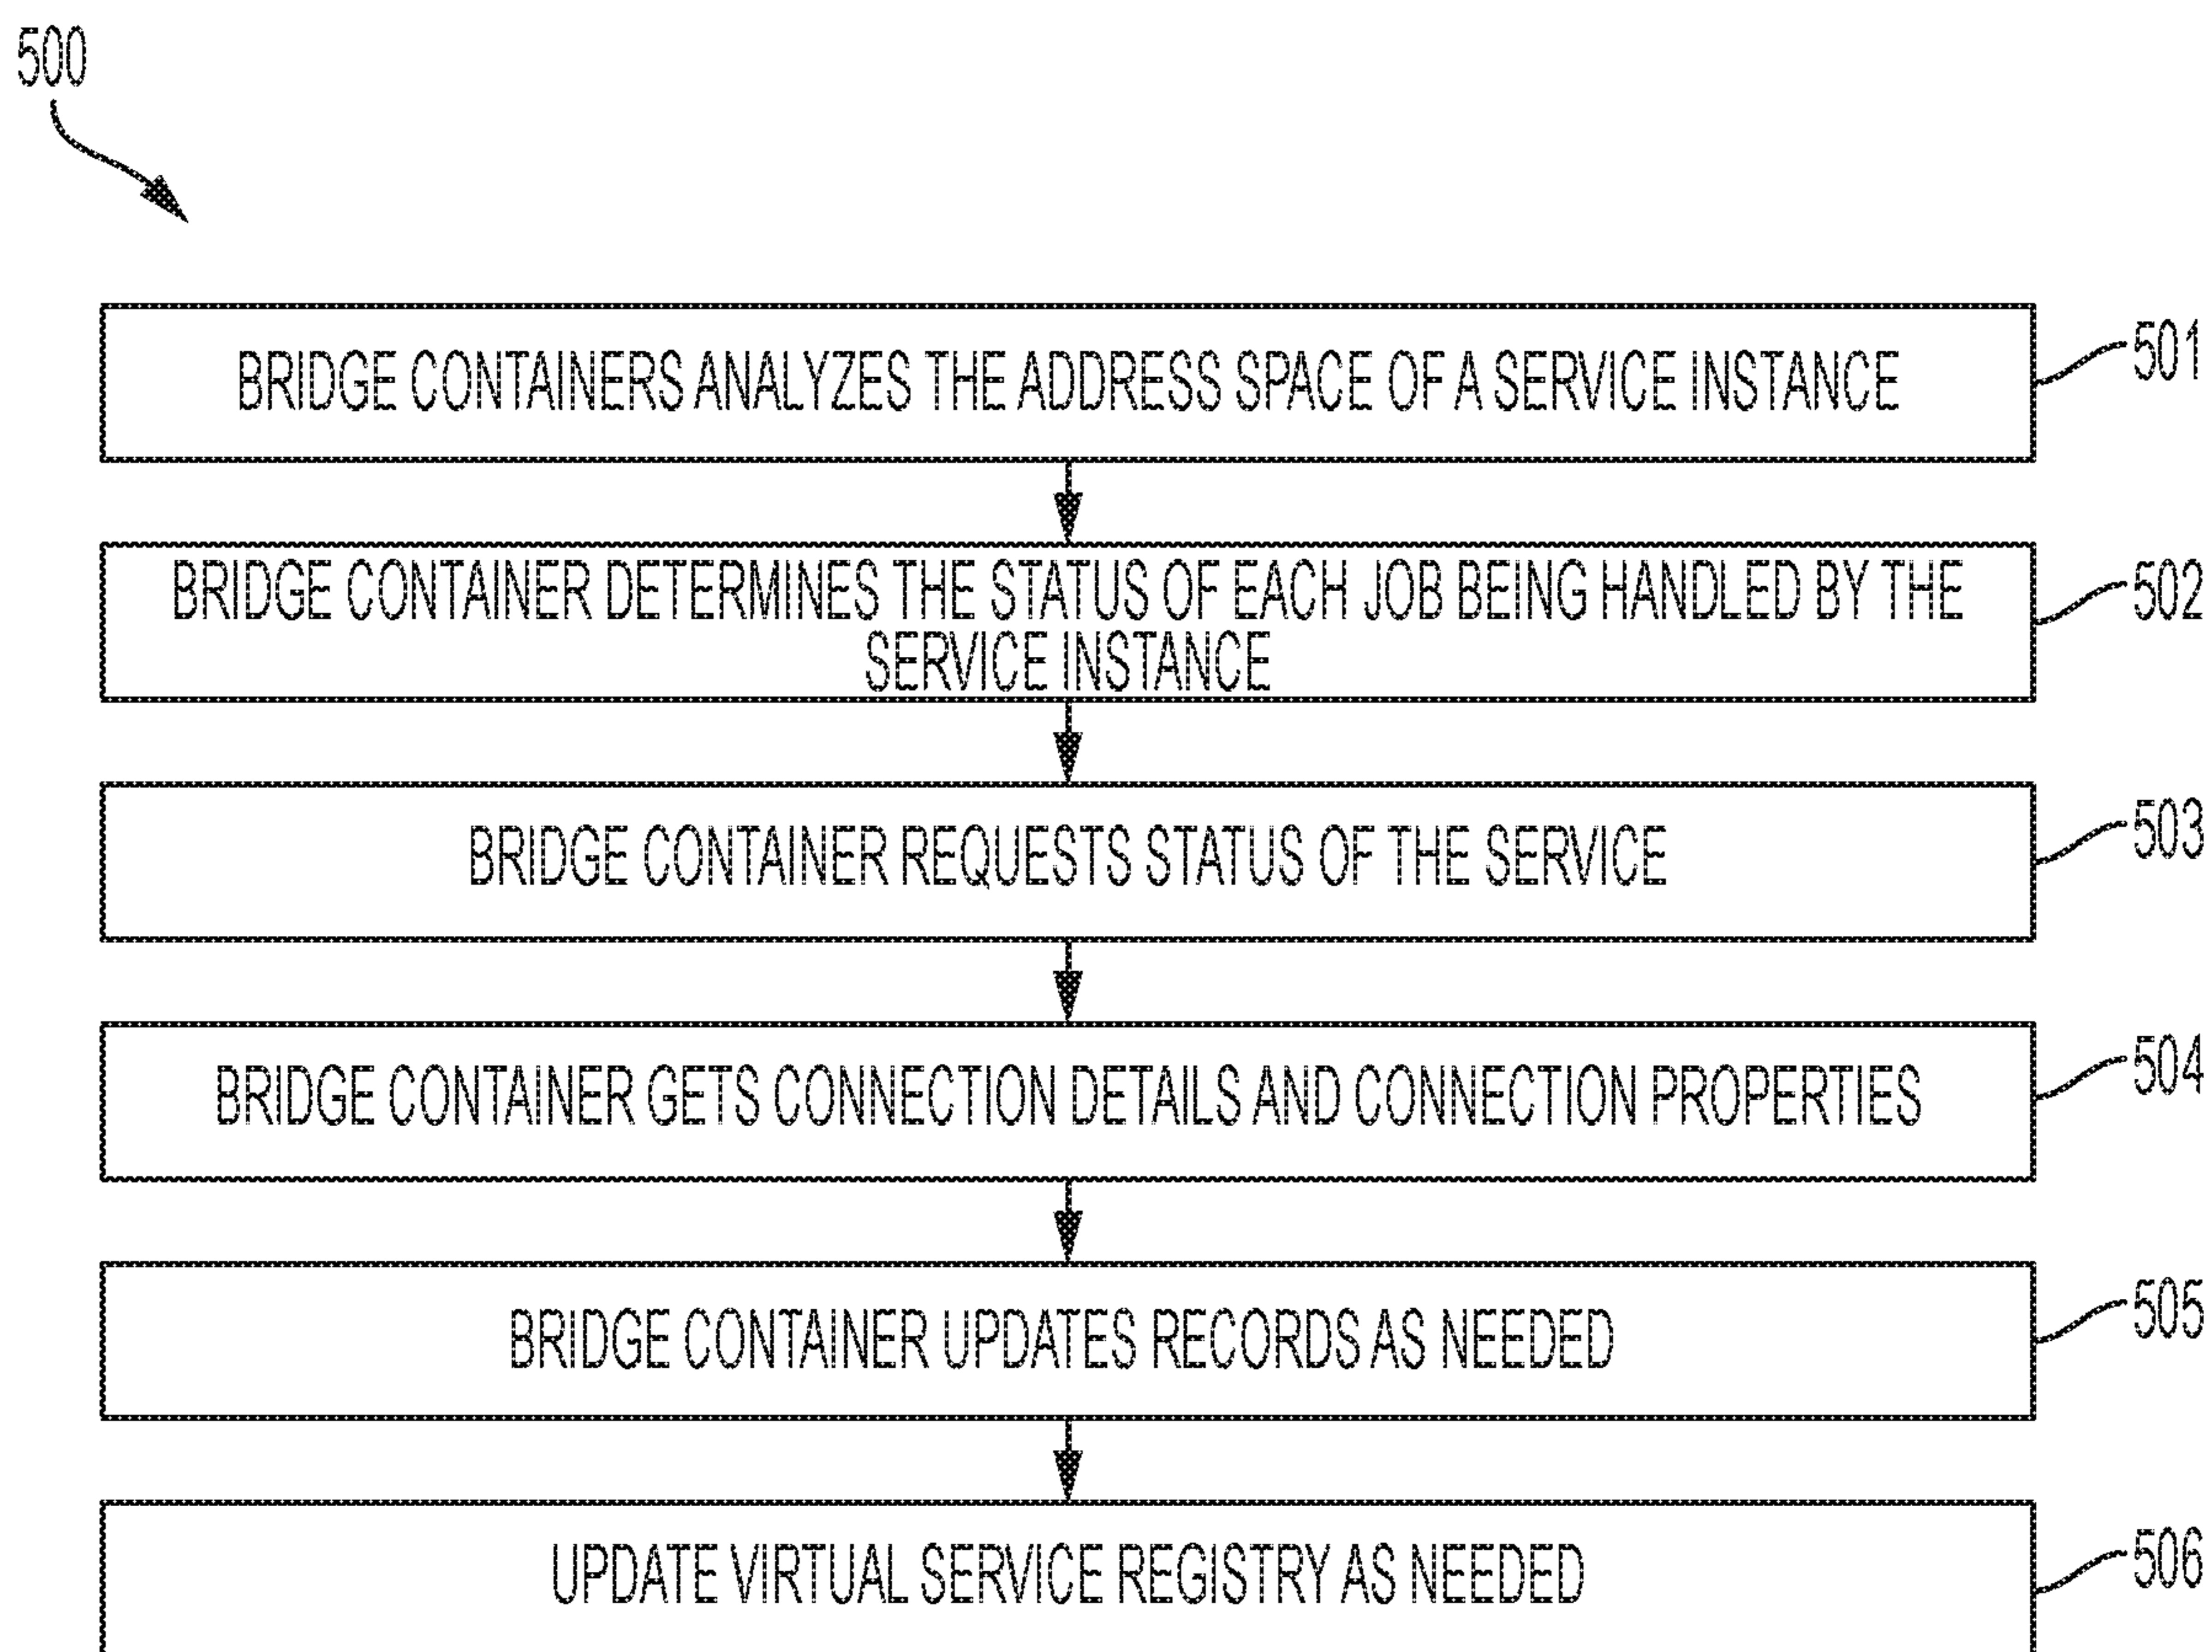 500
BRIDGE CONTAINERS ANALYZES THE ADDRESS SPACE OF A SERVICE INSTANCE
501
BRIDGE CONTAINER DETERMINES THE STATUS OF EACH JOB BEING HANDLED BY THE
SERVICE INSTANCE
502
BRIDGE CONTAINER REQUESTS STATUS OF THE SERVICE
503
BRIDGE CONTAINER GETS CONNECTION DETAILS AND CONNECTION PROPERTIES
504
BRIDGE CONTAINER UPDATES RECORDS AS NEEDED
505
UPDATE VIRTUAL SERVICE REGISTRY AS NEEDED
506